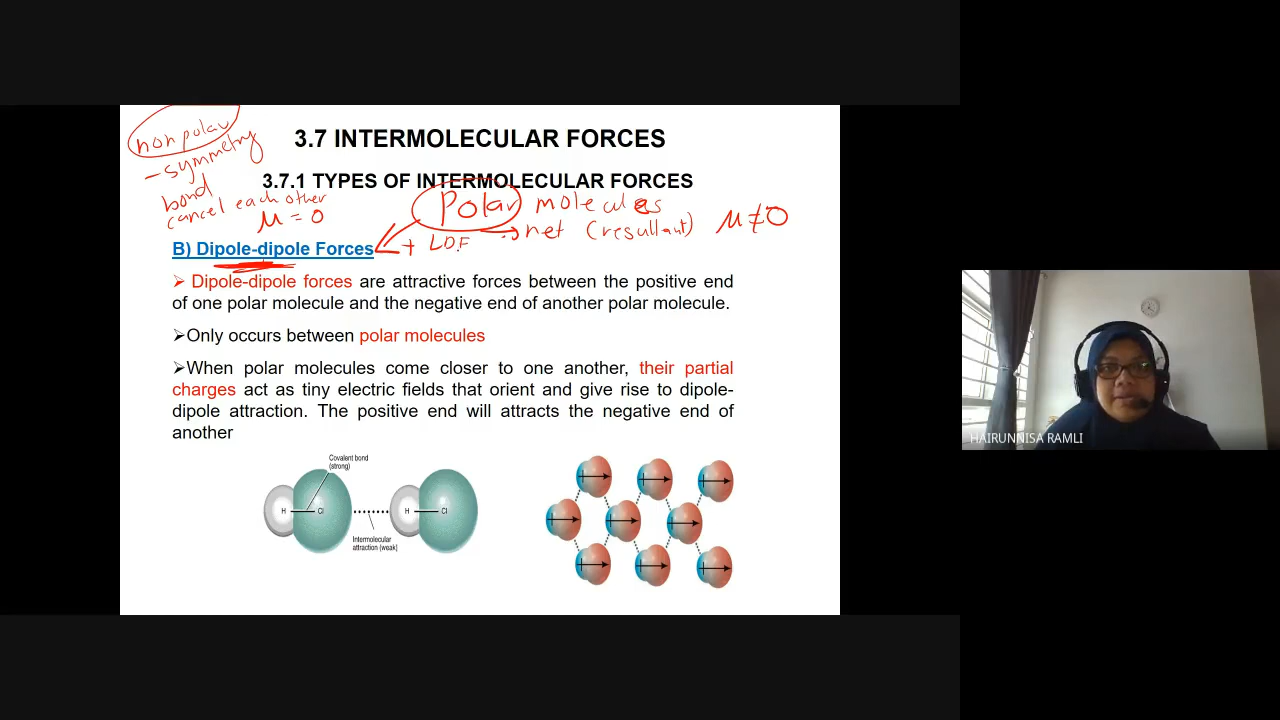 non polar
- symmetry
bond
cancel each other
μ = 0
3.7 INTERMOLECULAR FORCES
3.7.1 TYPES OF INTERMOLECULAR FORCES
Polar molecules
net (resultant) μ ≠ 0
+ LDF
B) Dipole-dipole Forces
➢ Dipole-dipole forces are attractive forces between the positive end
of one polar molecule and the negative end of another polar molecule.
➢Only occurs between polar molecules
➢When polar molecules come closer to one another, their partial
charges act as tiny electric fields that orient and give rise to dipole-
dipole attraction. The positive end will attracts the negative end of
another
Covalent bond
(strong)
H Cl H Cl
Intermolecular
attraction (weak)
HAIRUNNISA RAMLI